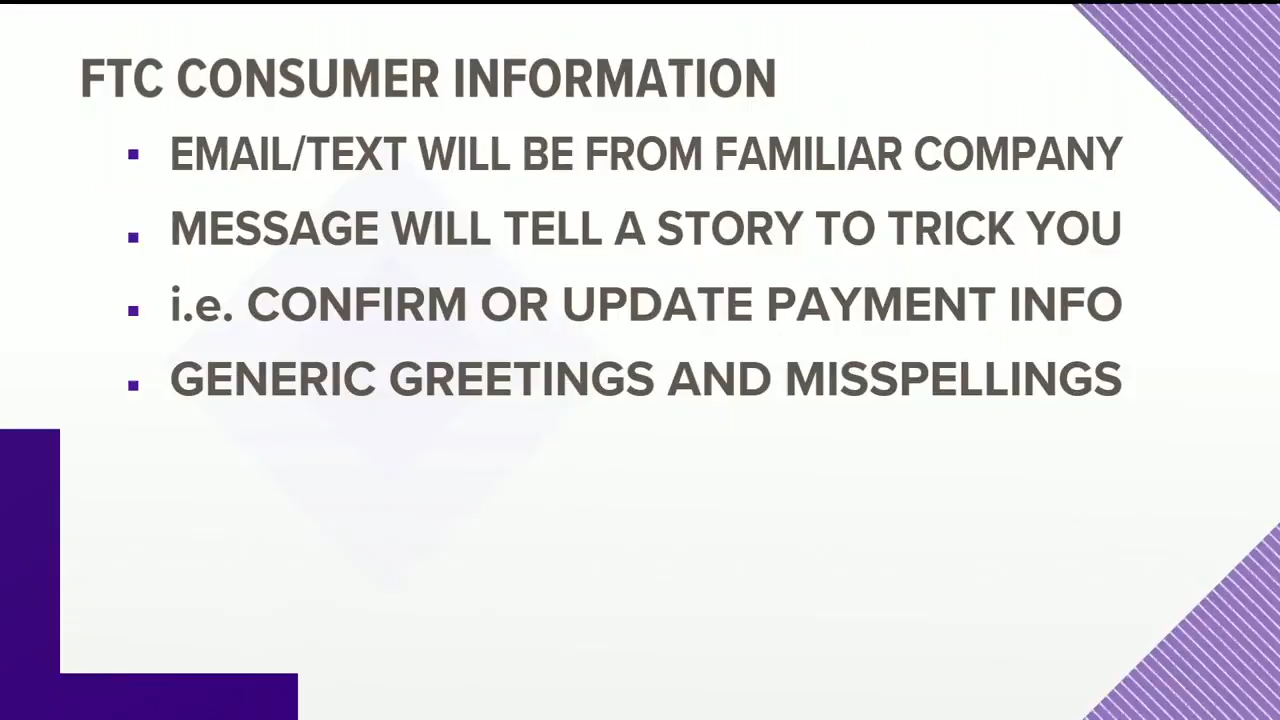 FTC CONSUMER INFORMATION
▪ EMAIL/TEXT WILL BE FROM FAMILIAR COMPANY
▪ MESSAGE WILL TELL A STORY TO TRICK YOU
▪ i.e. CONFIRM OR UPDATE PAYMENT INFO
▪ GENERIC GREETINGS AND MISSPELLINGS